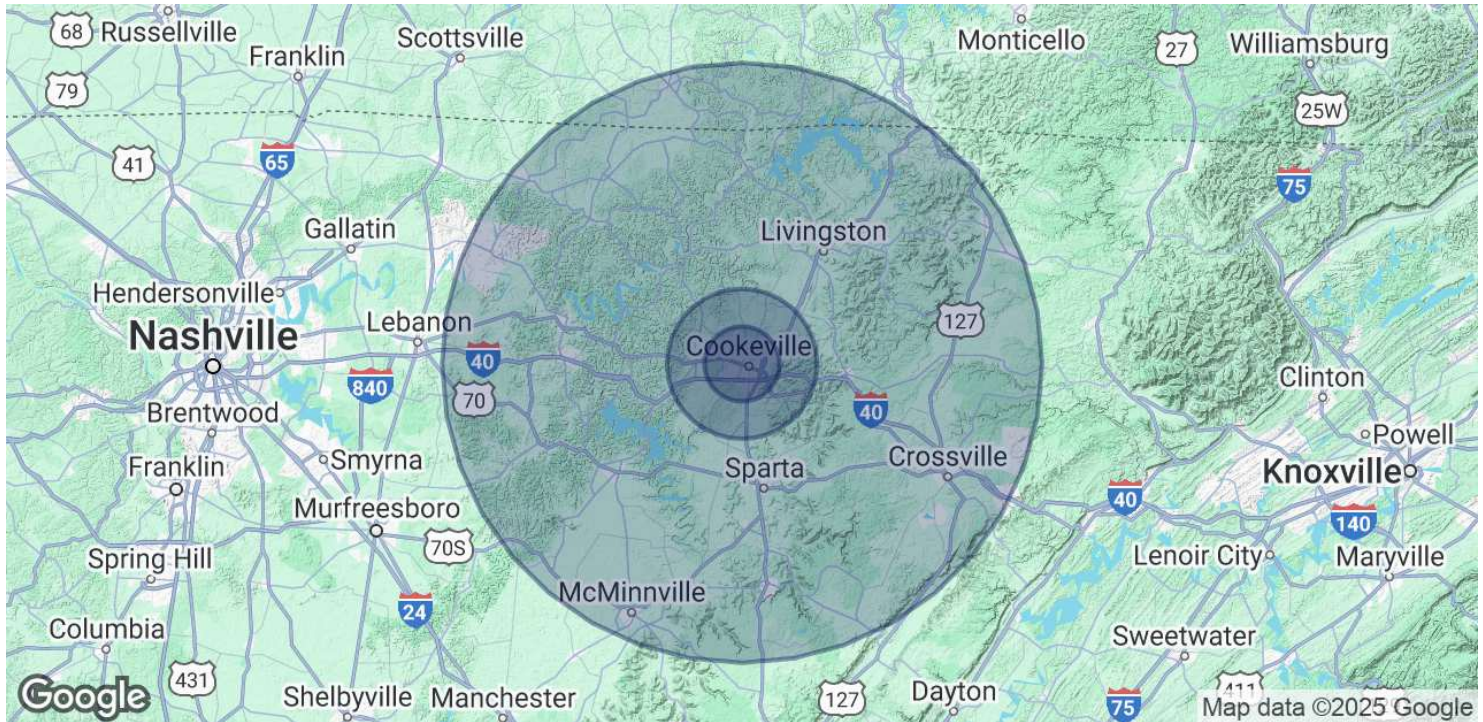 68
Russellville
Scottsville
Monticello
27
Williamsburg
Franklin
79
25W
41
65
75
Gallatin
Livingston
Hendersonville
Lebanon
127
Nashville
Cookeville
40
840
70
40
Clinton
Brentwood
Powell
Franklin
Smyrna
Sparta
Crossville
Knoxville
40
Murfreesboro
140
70S
Spring Hill
Lenoir City
Maryville
McMinnville
24
Columbia
Sweetwater
431
Shelbyville
Manchester
127
Dayton
75
411
Google
Map data ©2025 Google